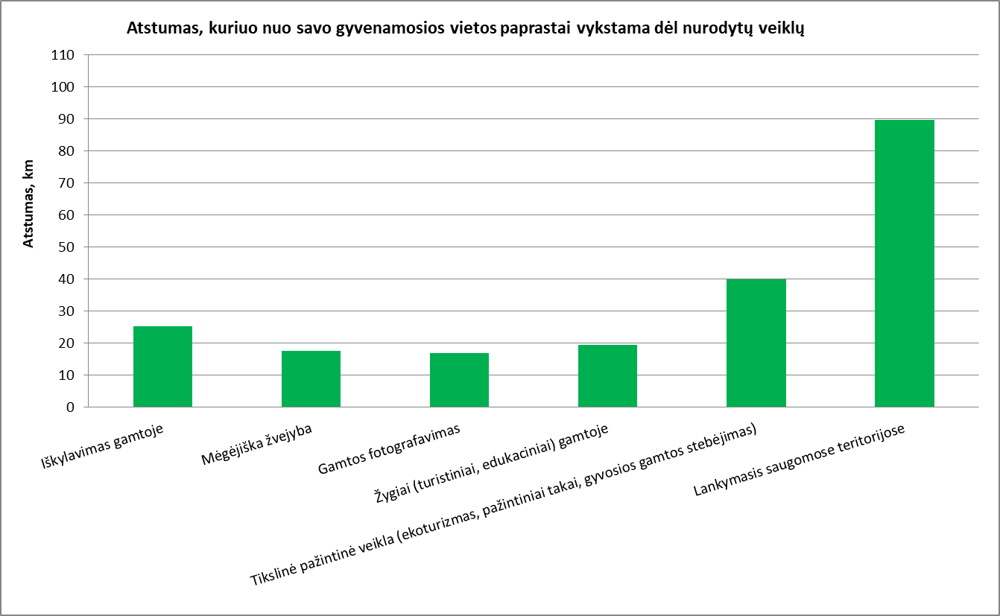 Atstumas, kuriuo nuo savo gyvenamosios vietos paprastai vykstama dėl nurodytų veiklų
110
100
90
80
70
60
50
40
30
20
10
0
Atstumas, km
Iškylavimas gamtoje
Mėgėjiška žvejyba
Gamtos fotografavimas
Žygiai (turistiniai, edukaciniai) gamtoje
Tikslinė pažintinė veikla (ekoturizmas, pažintiniai takai, gyvosios gamtos stebėjimas)
Lankymasis saugomose teritorijose